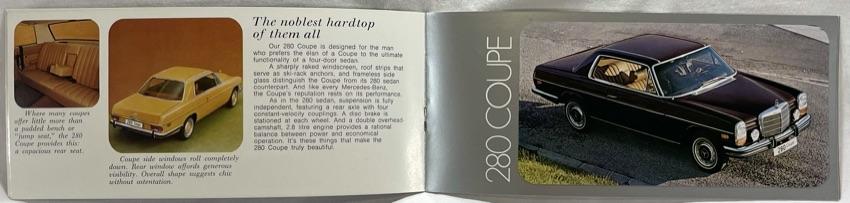 Where many coupes
offer little more than
a padded bench or
"jump seat," the 280
Coupe provides this:
a capacious rear seat.
Coupe side windows roll completely
down. Rear window affords generous
visibility. Overall shape suggests chic
without ostentation.
The noblest hardtop
of them all
Our 280 Coupe is designed for the man
who prefers the élan of a Coupe to the ultimate
functionality of a four-door sedan.
A sharply raked windscreen, roof strips that
serve as ski-rack anchors, and frameless side
glass distinguish the Coupe from its 280 sedan
counterpart. And like every Mercedes-Benz,
the Coupe's reputation rests on its performance.
As in the 280 sedan, suspension is fully
independent, featuring a rear axle with four
constant-velocity couplings. A disc brake is
stationed at each wheel. And a double overhead-
camshaft, 2.8 litre engine provides a rational
balance between power and economical
operation. It's these things that make the
280 Coupe truly beautiful.
280 COUPE